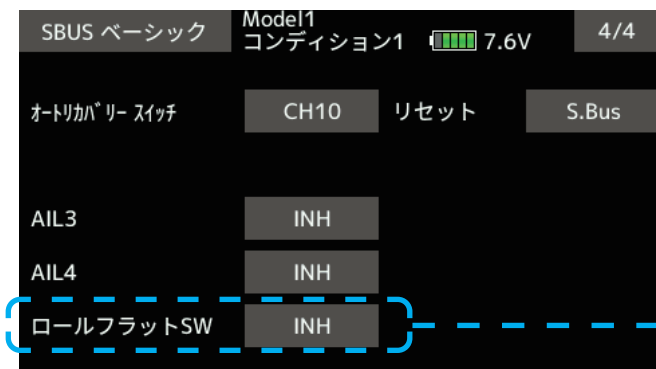 SBUS ベーシック Model1 4/4
コンディション1 7.6V
ｵｰﾄﾘｶﾊﾞﾘｰ ｽｲｯﾁ CH10 リセット S.Bus
AIL3 INH
AIL4 INH
ロールフラットSW INH